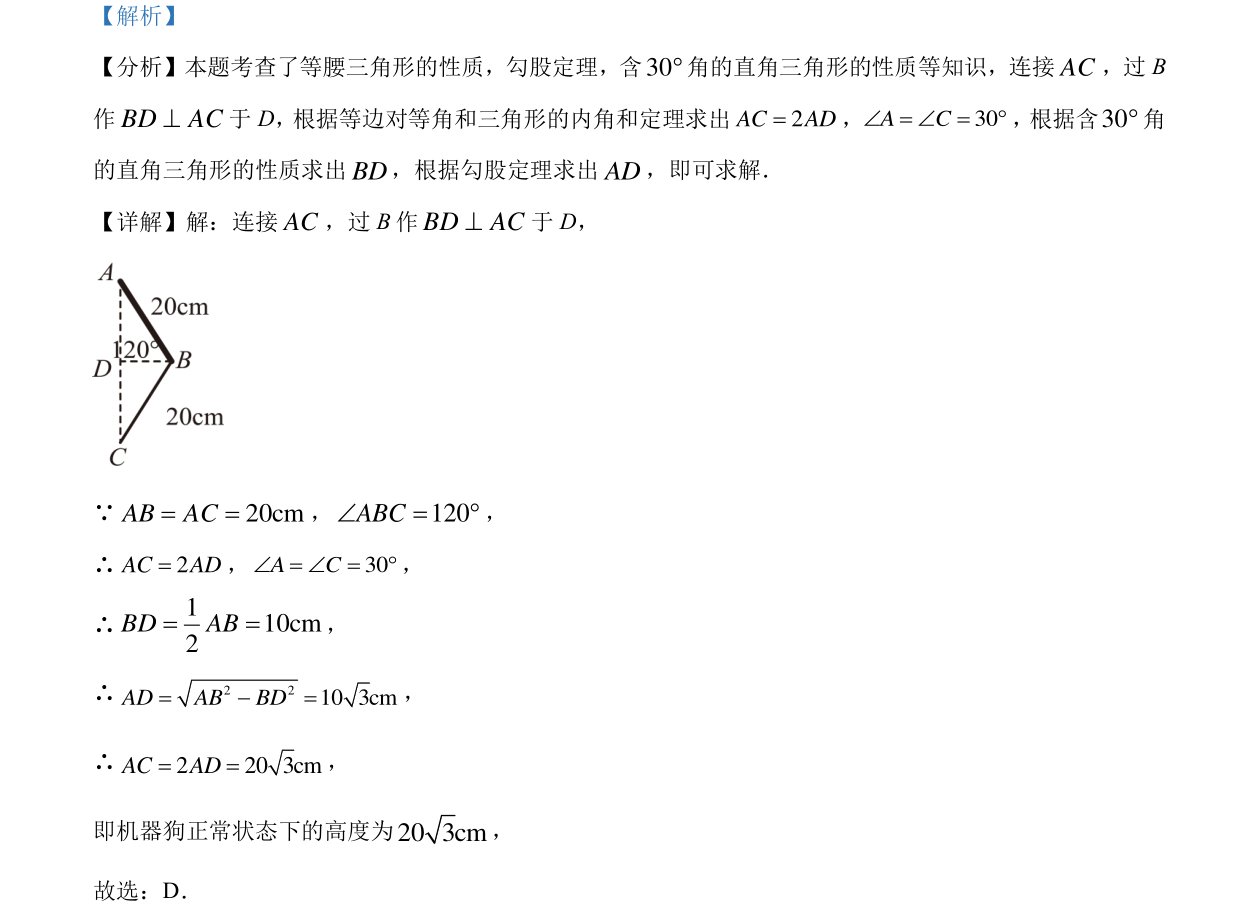 【解析】
【分析】本题考查了等腰三角形的性质，勾股定理，含30°角的直角三角形的性质等知识，连接AC，过B
作BD⊥AC于D，根据等边对等角和三角形的内角和定理求出AC=2AD，∠A=∠C=30°，根据含30°角
的直角三角形的性质求出BD，根据勾股定理求出AD，即可求解．
【详解】解：连接AC，过B作BD⊥AC于D，
A
20cm
120°
D
B
20cm
C
∵AB=AC=20cm，∠ABC=120°，
∴AC=2AD，∠A=∠C=30°，
∴BD=1/2AB=10cm，
∴AD=√(AB²−BD²)=10√3cm，
∴AC=2AD=20√3cm，
即机器狗正常状态下的高度为20√3cm，
故选：D．